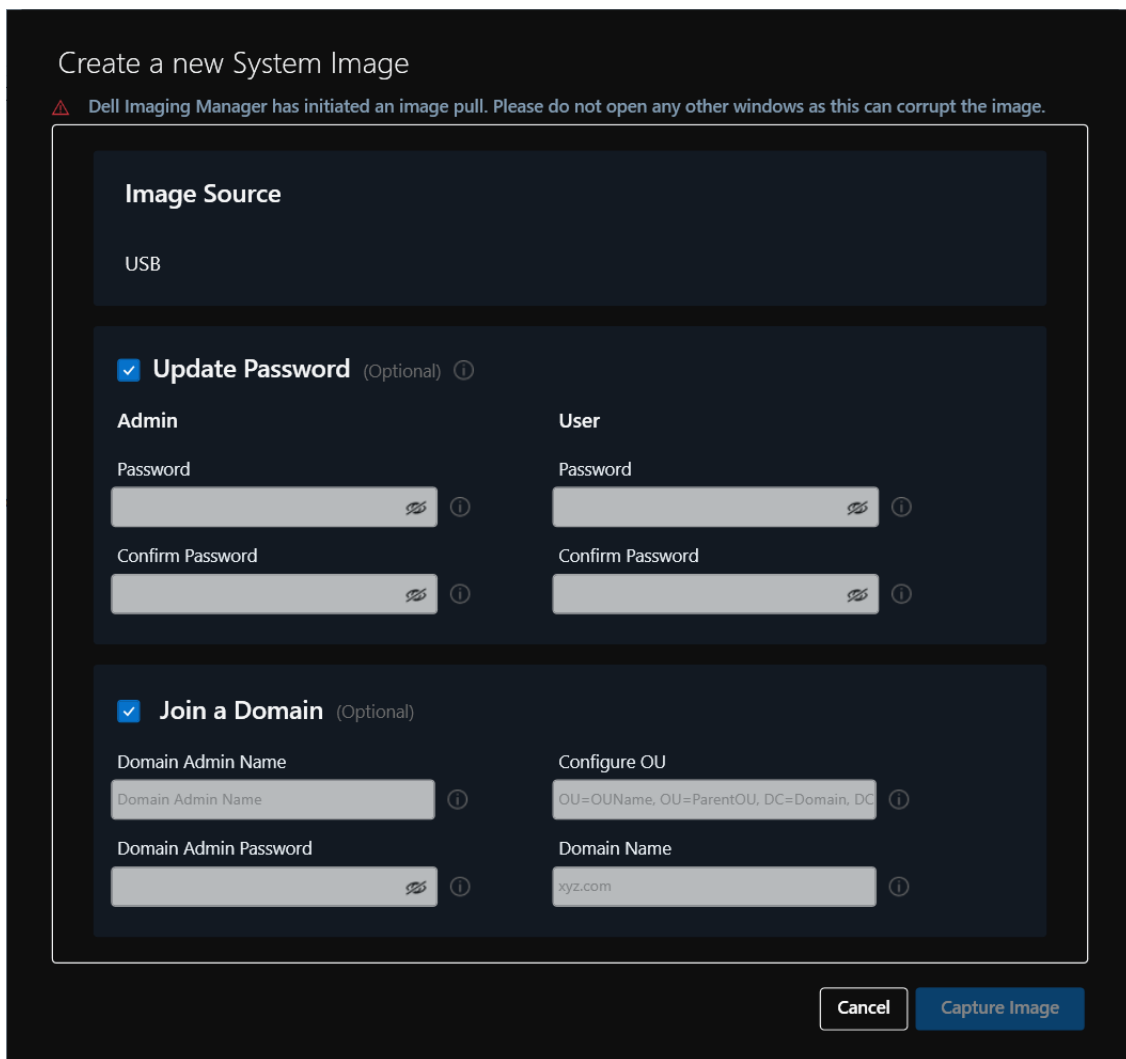 Create a new System Image
Dell Imaging Manager has initiated an image pull. Please do not open any other windows as this can corrupt the image.
Image Source
USB
Update Password (Optional)
Admin
User
Password
Password
Confirm Password
Confirm Password
Join a Domain (Optional)
Domain Admin Name
Configure OU
Domain Admin Name
OU=OUName, OU=ParentOU, DC=Domain, DC
Domain Admin Password
Domain Name
xyz.com
Cancel
Capture Image